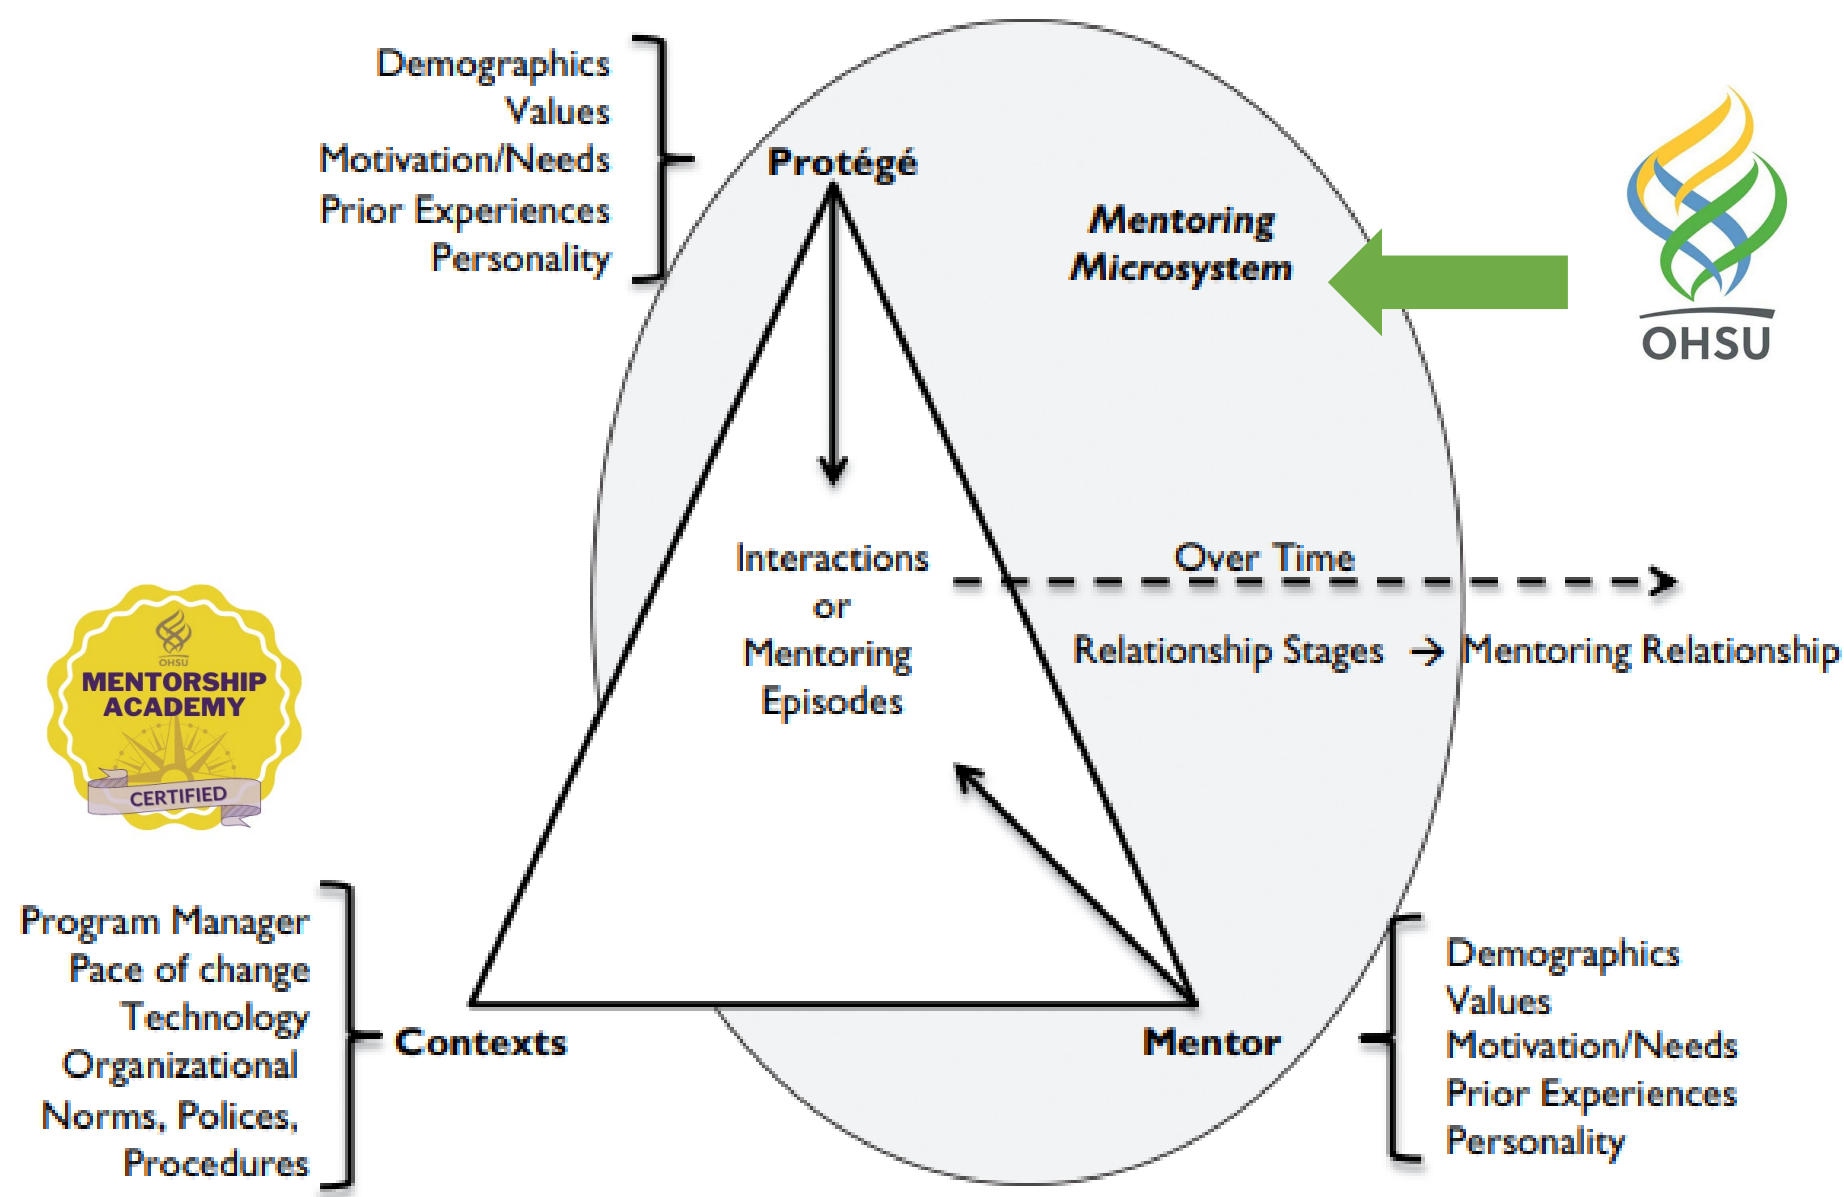 Demographics
Values
Motivation/Needs
Prior Experiences
Personality
Protégé
Mentoring
Microsystem
OHSU
Interactions
or
Mentoring
Episodes
Over Time
Relationship Stages → Mentoring Relationship
OHSU
MENTORSHIP
ACADEMY
CERTIFIED
Program Manager
Pace of change
Technology
Organizational
Norms, Polices,
Procedures
Contexts
Mentor
Demographics
Values
Motivation/Needs
Prior Experiences
Personality